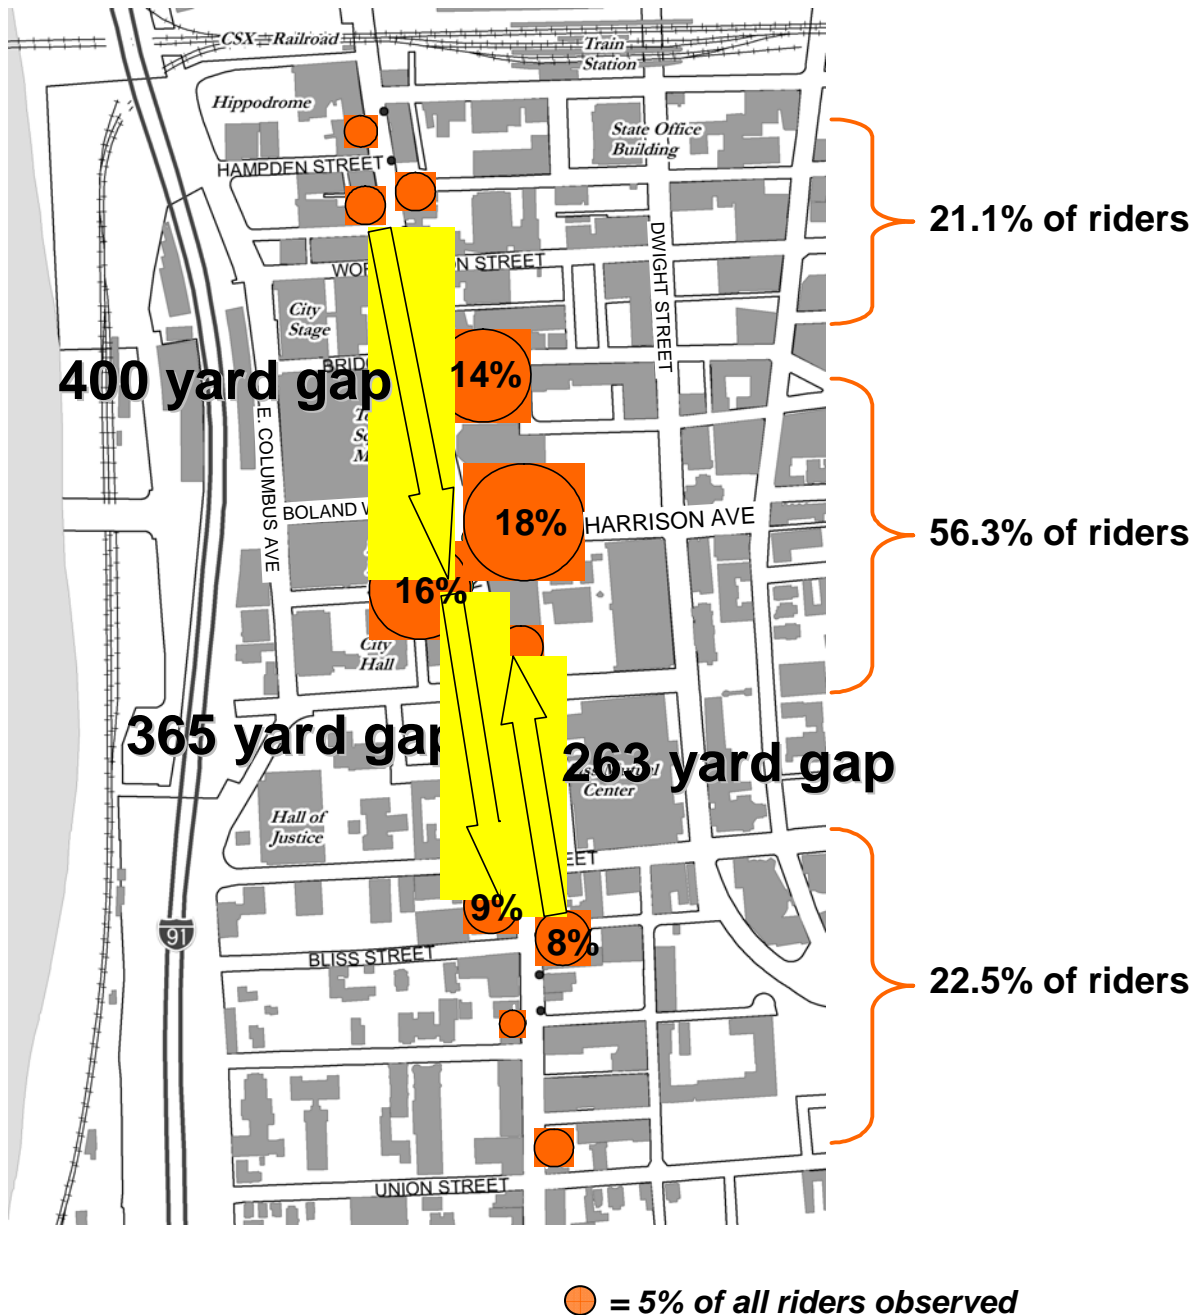 CSX Railroad
Train
Station
Hippodrome
State Office
Building
HAMPDEN STREET
21.1% of riders
DWIGHT STREET
STREET
City
Stage
400 yard gap
14%
E. COLUMBUS AVE
BOLAND
18%
HARRISON AVE
56.3% of riders
16%
City
Hall
365 yard gap
263 yard gap
Center
Hall of
Justice
9%
8%
91
BLISS STREET
22.5% of riders
UNION STREET
= 5% of all riders observed